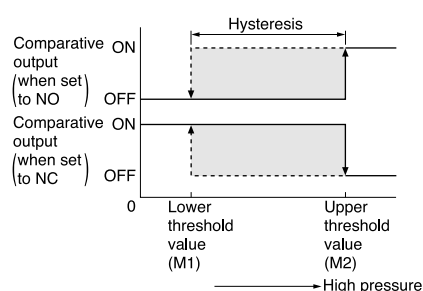 Hysteresis
Comparative
output
(when set
to NO)
ON
OFF
Comparative
output
(when set
to NC)
ON
OFF
0
Lower
threshold
value
(M1)
Upper
threshold
value
(M2)
High pressure